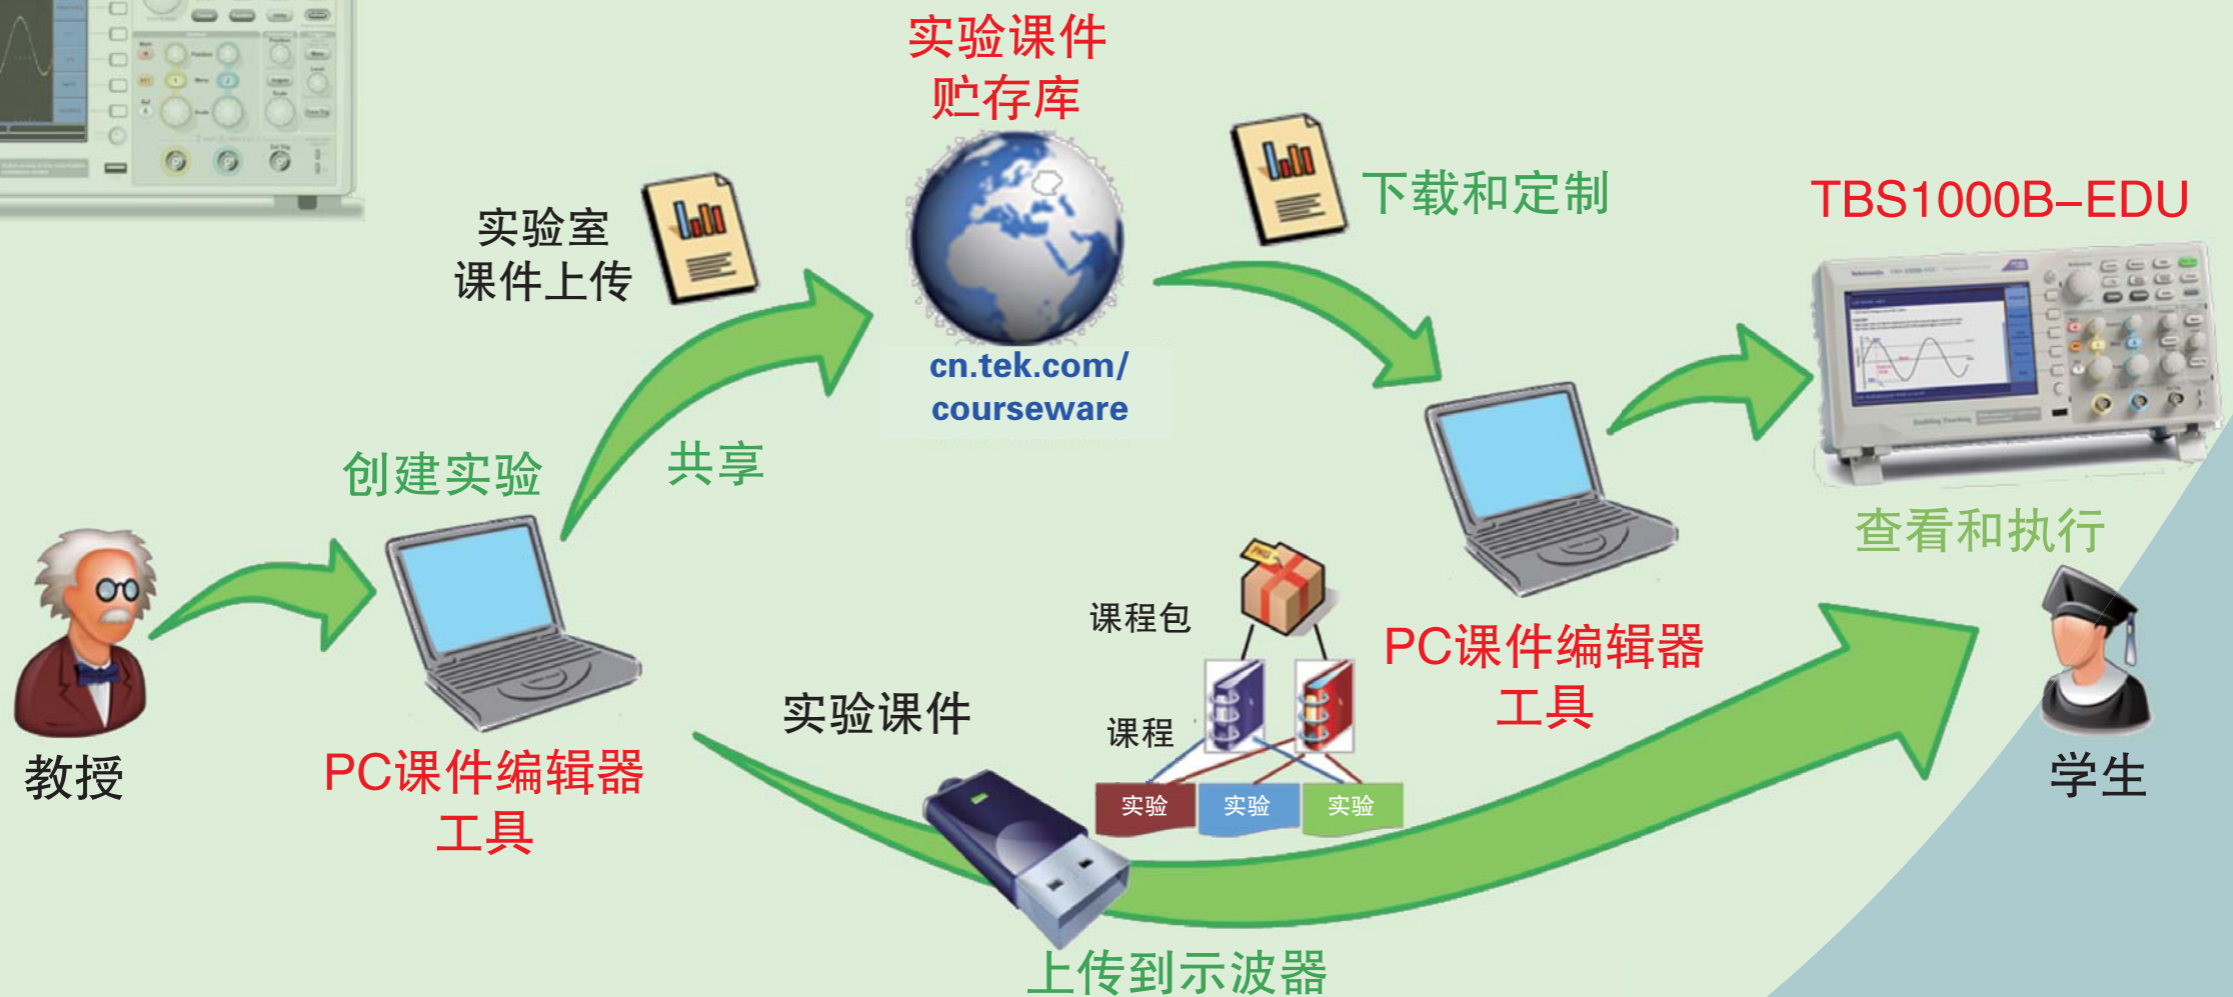 实验课件
贮存库
实验室
课件上传
下载和定制
TBS1000B–EDU
cn.tek.com/
courseware
创建实验
共享
查看和执行
PKG
课程包
PC课件编辑器
工具
实验课件
课程
教授
PC课件编辑器
工具
实验
实验
实验
学生
上传到示波器